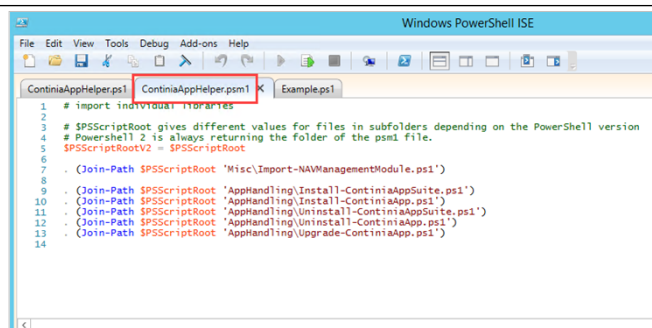 Windows PowerShell ISE
File Edit View Tools Debug Add-ons Help
ContiniaAppHelper.ps1 ContiniaAppHelper.psm1 X Example.ps1
1 # import individual libraries
2
3 # $PSScriptRoot gives different values for files in subfolders depending on the PowerShell version
4 # Powershell 2 is always returning the folder of the psm1 file.
5 $PSScriptRootV2 = $PSScriptRoot
6
7 . (Join-Path $PSScriptRoot 'Misc\Import-NAVManagementModule.ps1')
8
9 . (Join-Path $PSScriptRoot 'AppHandling\Install-ContiniaAppSuite.ps1')
10 . (Join-Path $PSScriptRoot 'AppHandling\Install-ContiniaApp.ps1')
11 . (Join-Path $PSScriptRoot 'AppHandling\Uninstall-ContiniaAppSuite.ps1')
12 . (Join-Path $PSScriptRoot 'AppHandling\Uninstall-ContiniaApp.ps1')
13 . (Join-Path $PSScriptRoot 'AppHandling\Upgrade-ContiniaApp.ps1')
14